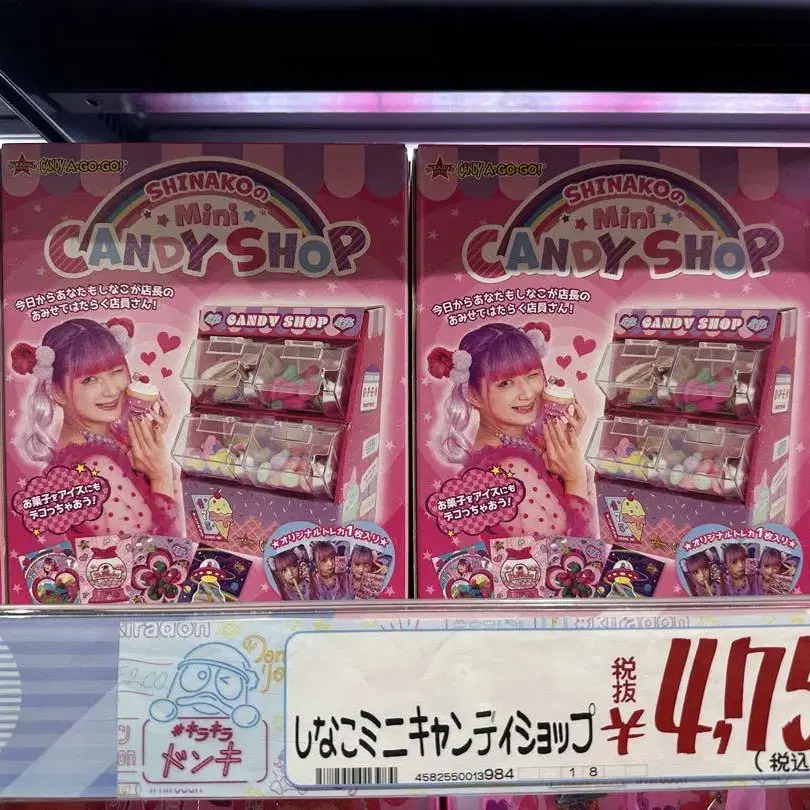 CANDY A·GO·GO!
SHINAKOの
Mini
CANDY SHOP
今日からあなたもしなこが店長の
おみせではたらく店員さん!
CANDY SHOP
お菓子をアイスにも
デコっちゃおう!
★オリジナルトレカ1枚入り★
CANDY A·GO·GO!
SHINAKOの
Mini
CANDY SHOP
今日からあなたもしなこが店長の
おみせではたらく店員さん!
CANDY SHOP
お菓子をアイスにも
デコっちゃおう!
★オリジナルトレカ1枚入り★
kiradon
#キラキラ
ドンキ
しなこミニキャンディショップ
税抜
¥
(税込
4582550013984
18